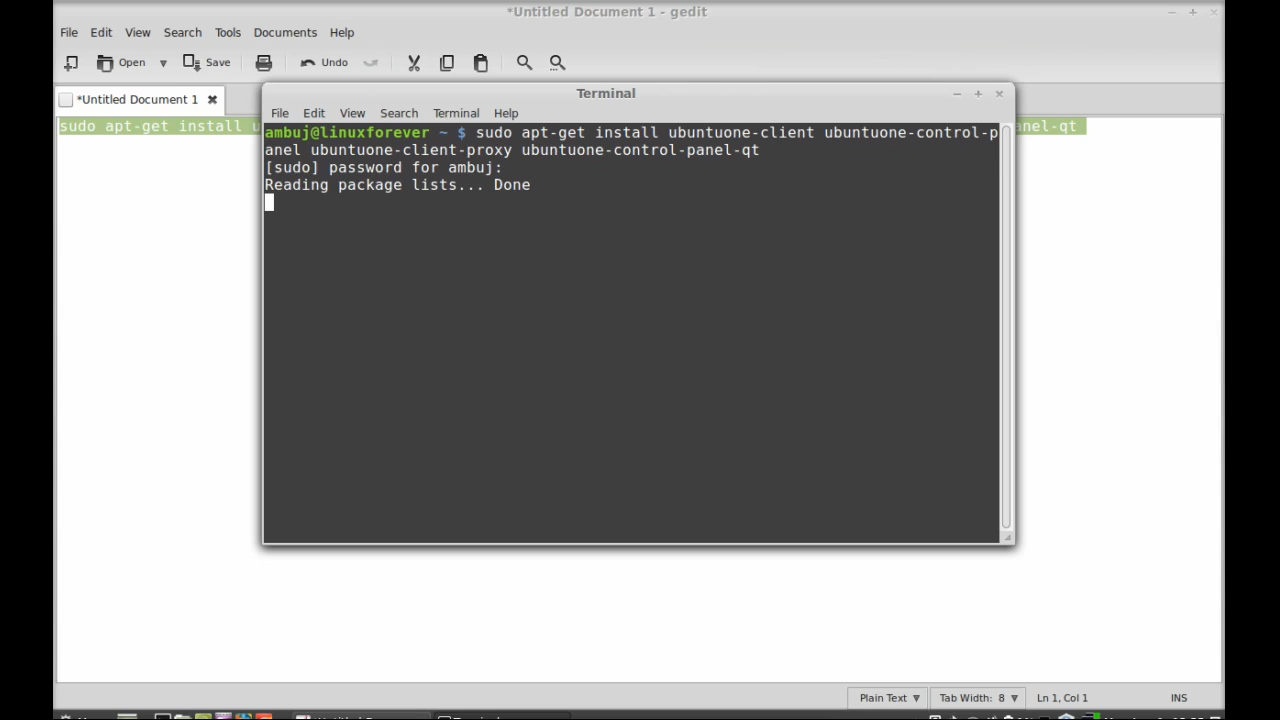 *Untitled Document 1 - gedit
File Edit View Search Tools Documents Help
Open Save Undo
*Untitled Document 1
sudo apt-get install u
anel-qt
Terminal
File Edit View Search Terminal Help
ambuj@linuxforever ~ $ sudo apt-get install ubuntuone-client ubuntuone-control-p
anel ubuntuone-client-proxy ubuntuone-control-panel-qt
[sudo] password for ambuj:
Reading package lists... Done
Plain Text Tab Width: 8 Ln 1, Col 1 INS